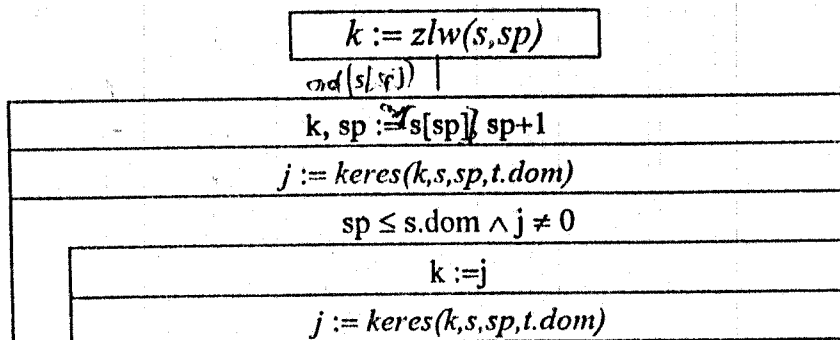 k := zlw(s,sp)
ord(s[sp])
k, sp := s[sp], sp+1
j := keres(k,s,sp,t.dom)
sp ≤ s.dom ∧ j ≠ 0
k :=j
j := keres(k,s,sp,t.dom)